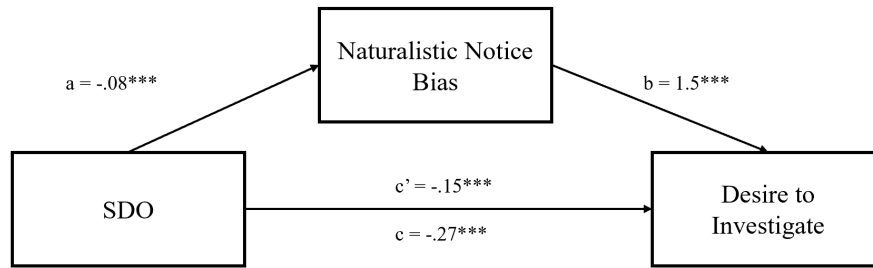 Naturalistic Notice
Bias
a = -.08***
b = 1.5***
SDO
c’ = -.15***
c = -.27***
Desire to
Investigate